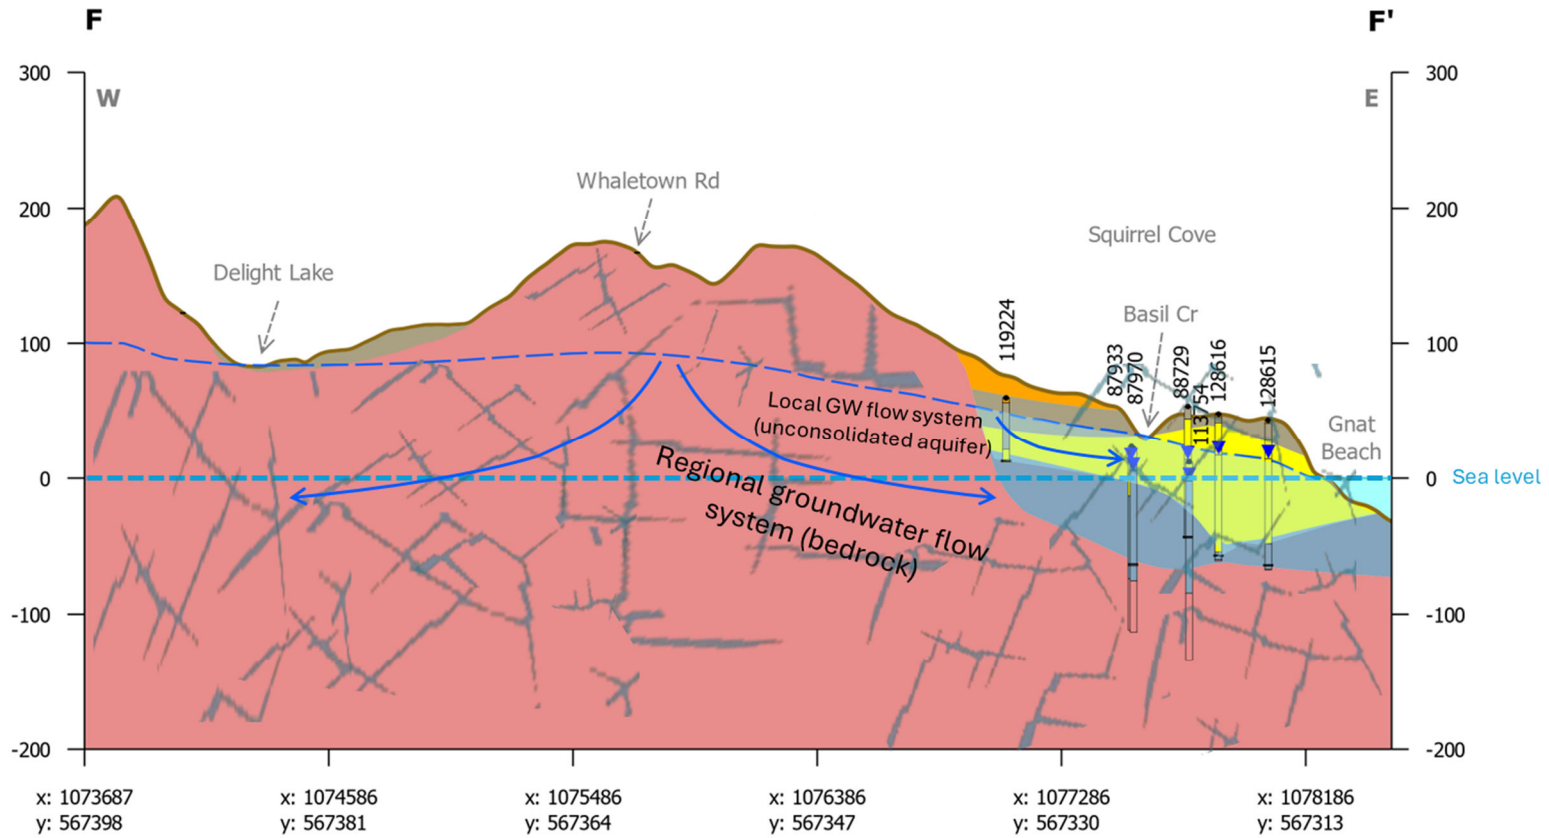 F
F'
300
300
W
E
Whaletown Rd
200
200
Squirrel Cove
Delight Lake
Basil Cr
119224
100
100
87933
87970
88729
128616
128615
Local GW flow system
(unconsolidated aquifer)
Gnat
Beach
Regional groundwater flow
system (bedrock)
0
0
Sea level
-100
-100
-200
-200
x: 1073687
y: 567398
x: 1074586
y: 567381
x: 1075486
y: 567364
x: 1076386
y: 567347
x: 1077286
y: 567330
x: 1078186
y: 567313